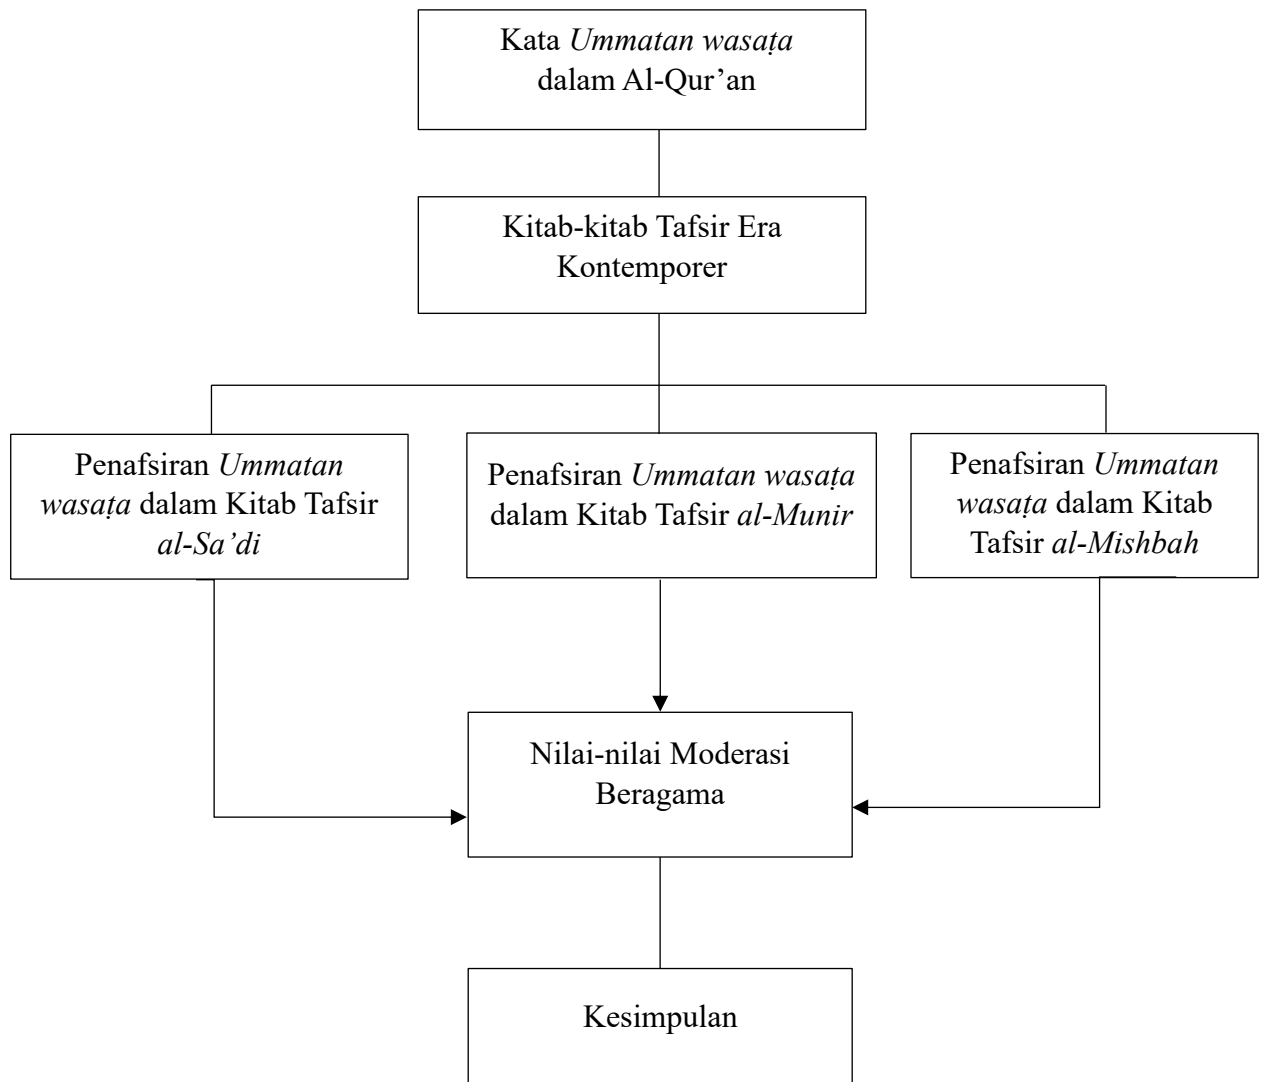 Kata Ummatan wasaṭa
dalam Al-Qur’an
Kitab-kitab Tafsir Era
Kontemporer
Penafsiran Ummatan
wasaṭa dalam Kitab Tafsir
al-Sa’di
Penafsiran Ummatan wasaṭa
dalam Kitab Tafsir al-Munir
Penafsiran Ummatan
wasaṭa dalam Kitab
Tafsir al-Mishbah
Nilai-nilai Moderasi
Beragama
Kesimpulan